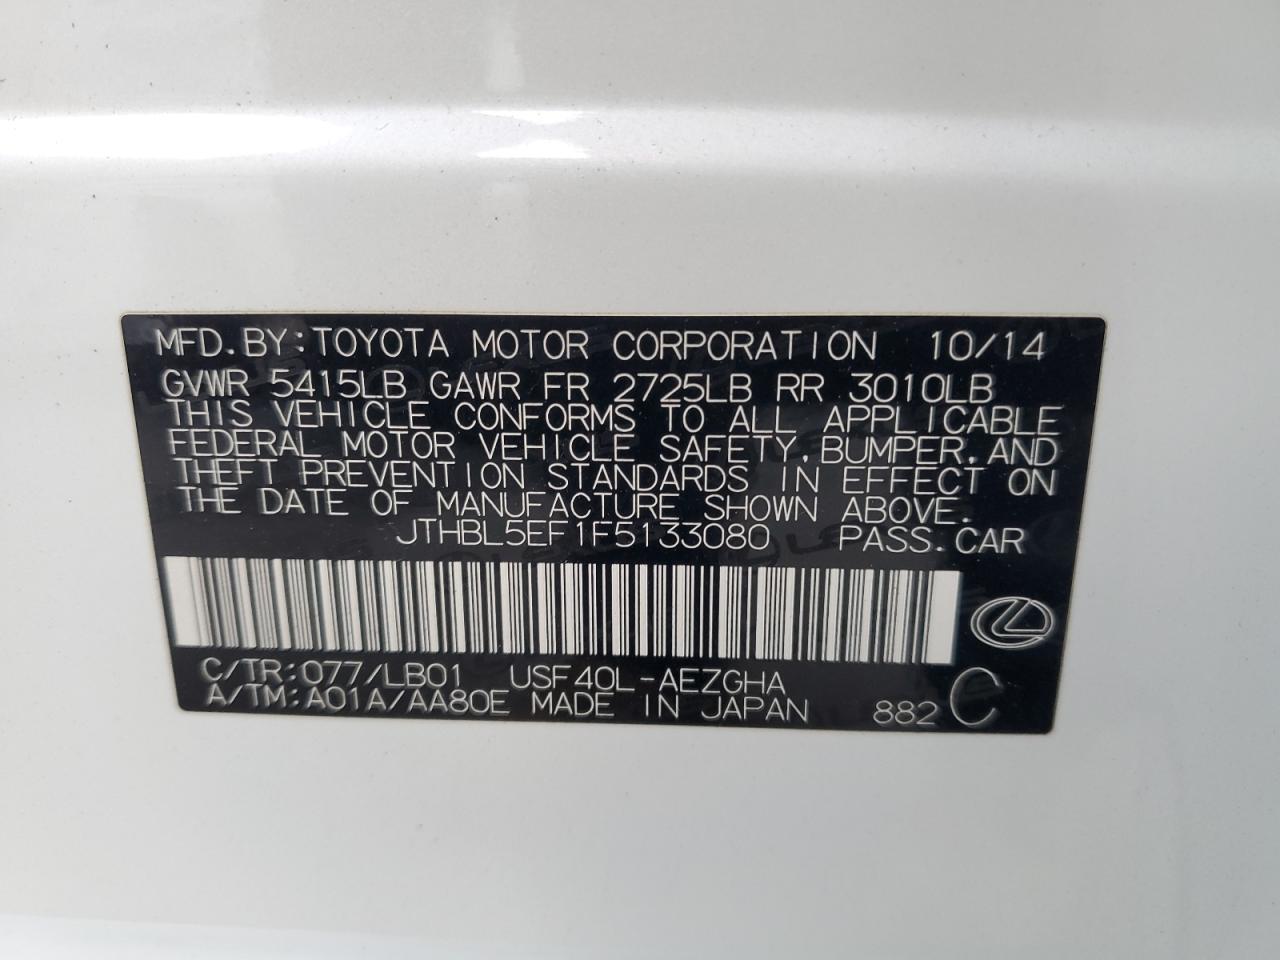 MFD. BY: TOYOTA MOTOR CORPORATION 10/14
GVWR 5415LB GAWR FR 2725LB RR 3010LB
THIS VEHICLE CONFORMS TO ALL APPLICABLE
FEDERAL MOTOR VEHICLE SAFETY, BUMPER, AND
THEFT PREVENTION STANDARDS IN EFFECT ON
THE DATE OF MANUFACTURE SHOWN ABOVE.
JTHBL5EF1F5133080 PASS. CAR
C/TR: 077/LB01 USF40L-AEZGHA
A/TM: A01A/AA80E MADE IN JAPAN 882 C